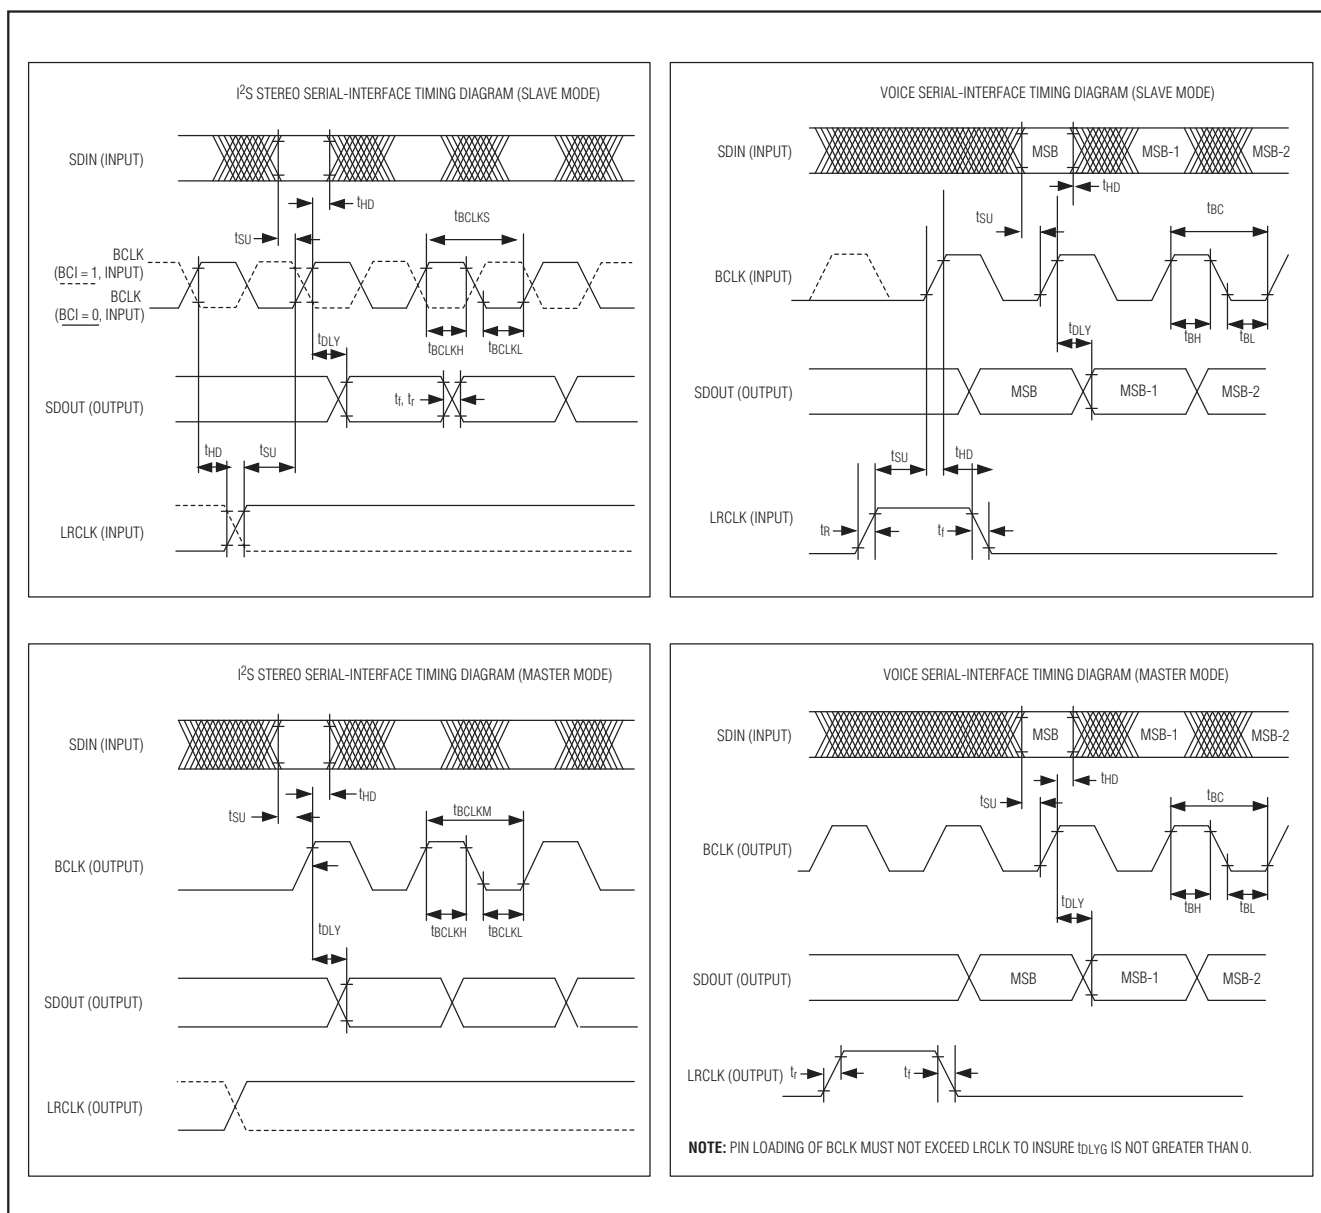 I2S STEREO SERIAL-INTERFACE TIMING DIAGRAM (SLAVE MODE)
SDIN (INPUT)
tHD
tSU
tBCLKS
BCLK
(BCI = 1, INPUT)
BCLK
(BCI = 0, INPUT)
tDLY
tBCLKH
tBCLKL
SDOUT (OUTPUT)
tf, tr
tHD
tSU
LRCLK (INPUT)
VOICE SERIAL-INTERFACE TIMING DIAGRAM (SLAVE MODE)
SDIN (INPUT)
MSB
MSB-1
MSB-2
tHD
tSU
tBC
BCLK (INPUT)
tDLY
tBH
tBL
SDOUT (OUTPUT)
MSB
MSB-1
MSB-2
tSU
tHD
LRCLK (INPUT)
tR
tf
I2S STEREO SERIAL-INTERFACE TIMING DIAGRAM (MASTER MODE)
SDIN (INPUT)
tHD
tSU
tBCLKM
BCLK (OUTPUT)
tDLY
tBCLKH
tBCLKL
SDOUT (OUTPUT)
LRCLK (OUTPUT)
VOICE SERIAL-INTERFACE TIMING DIAGRAM (MASTER MODE)
SDIN (INPUT)
MSB
MSB-1
MSB-2
tHD
tSU
tBC
BCLK (OUTPUT)
tDLY
tBH
tBL
SDOUT (OUTPUT)
MSB
MSB-1
MSB-2
LRCLK (OUTPUT)
tr
tf
NOTE: PIN LOADING OF BCLK MUST NOT EXCEED LRCLK TO INSURE tDLYG IS NOT GREATER THAN 0.